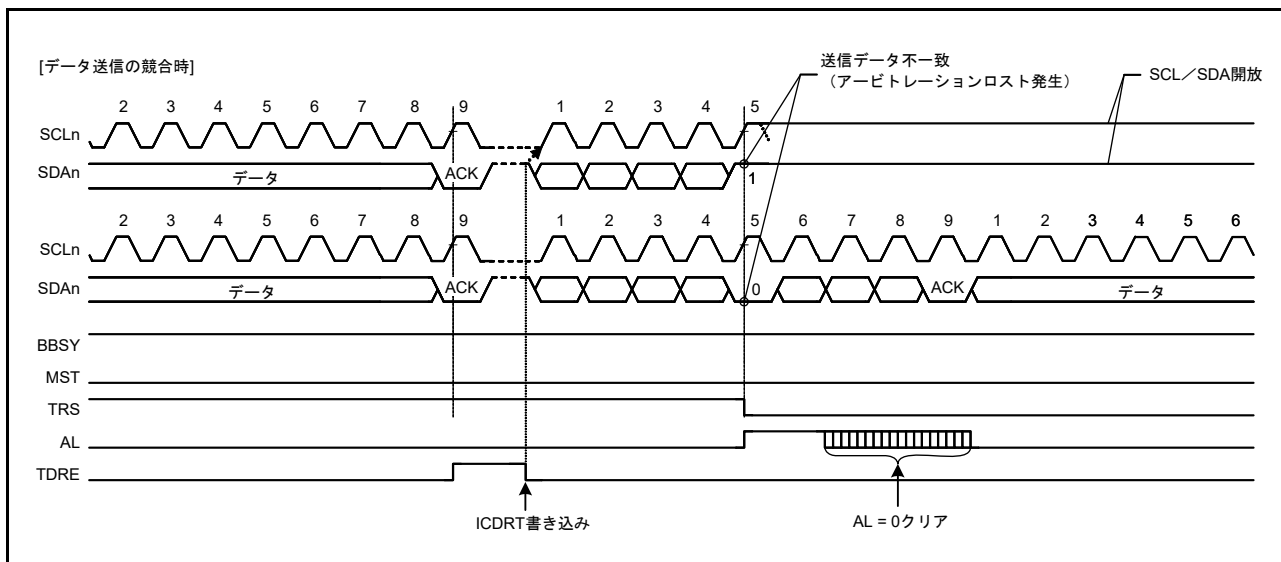 [データ送信の競合時]
送信データ不一致
（アービトレーションロスト発生）
SCL／SDA開放
2 3 4 5 6 7 8 9 1 2 3 4 5
SCLn
SDAn
データ ACK 1
2 3 4 5 6 7 8 9 1 2 3 4 5 6 7 8 9 1 2 3 4 5 6
SCLn
SDAn
データ ACK 0 ACK データ
BBSY
MST
TRS
AL
TDRE
ICDRT書き込み
AL = 0クリア